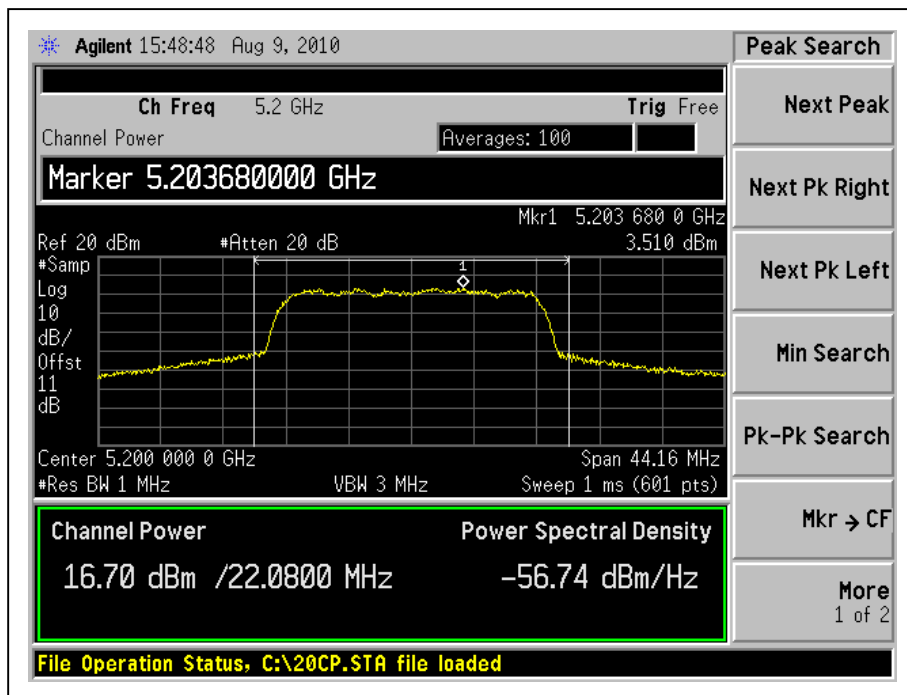 Agilent 15:48:48 Aug 9, 2010
Peak Search
Ch Freq 5.2 GHz Trig Free
Channel Power Averages: 100
Marker 5.203680000 GHz
Mkr1 5.203 680 0 GHz
Ref 20 dBm #Atten 20 dB 3.510 dBm
#Samp
Log
10
dB/
Offst
11
dB
1
Center 5.200 000 0 GHz Span 44.16 MHz
#Res BW 1 MHz VBW 3 MHz Sweep 1 ms (601 pts)
Channel Power Power Spectral Density
16.70 dBm /22.0800 MHz -56.74 dBm/Hz
File Operation Status, C:\20CP.STA file loaded
Next Peak
Next Pk Right
Next Pk Left
Min Search
Pk-Pk Search
Mkr → CF
More
1 of 2